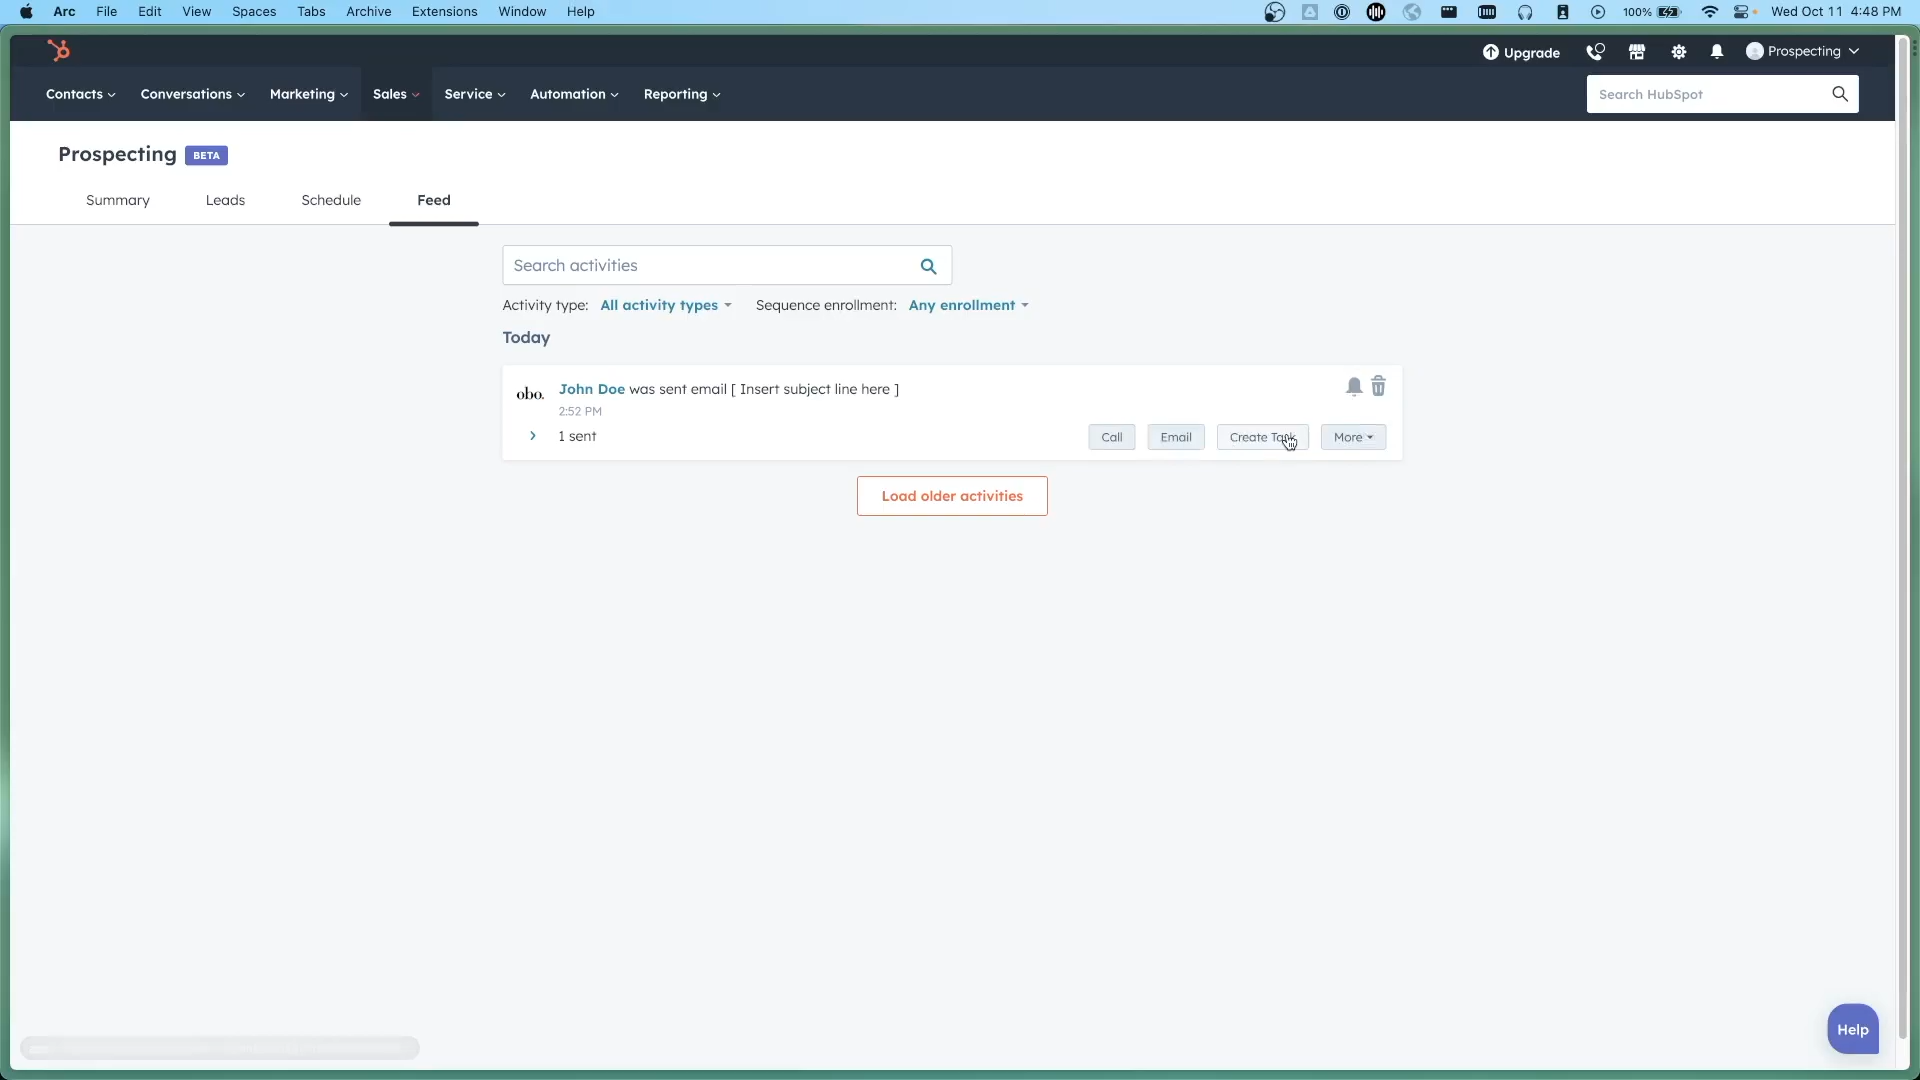 Arc File Edit View Spaces Tabs Archive Extensions Window Help 100% Wed Oct 11 4:48 PM
Upgrade Prospecting
Contacts Conversations Marketing Sales Service Automation Reporting Search HubSpot
Prospecting BETA
Summary Leads Schedule Feed
Search activities
Activity type: All activity types Sequence enrollment: Any enrollment
Today
obo. John Doe was sent email [ Insert subject line here ]
2:52 PM
1 sent Call Email Create Task More
Load older activities
Help